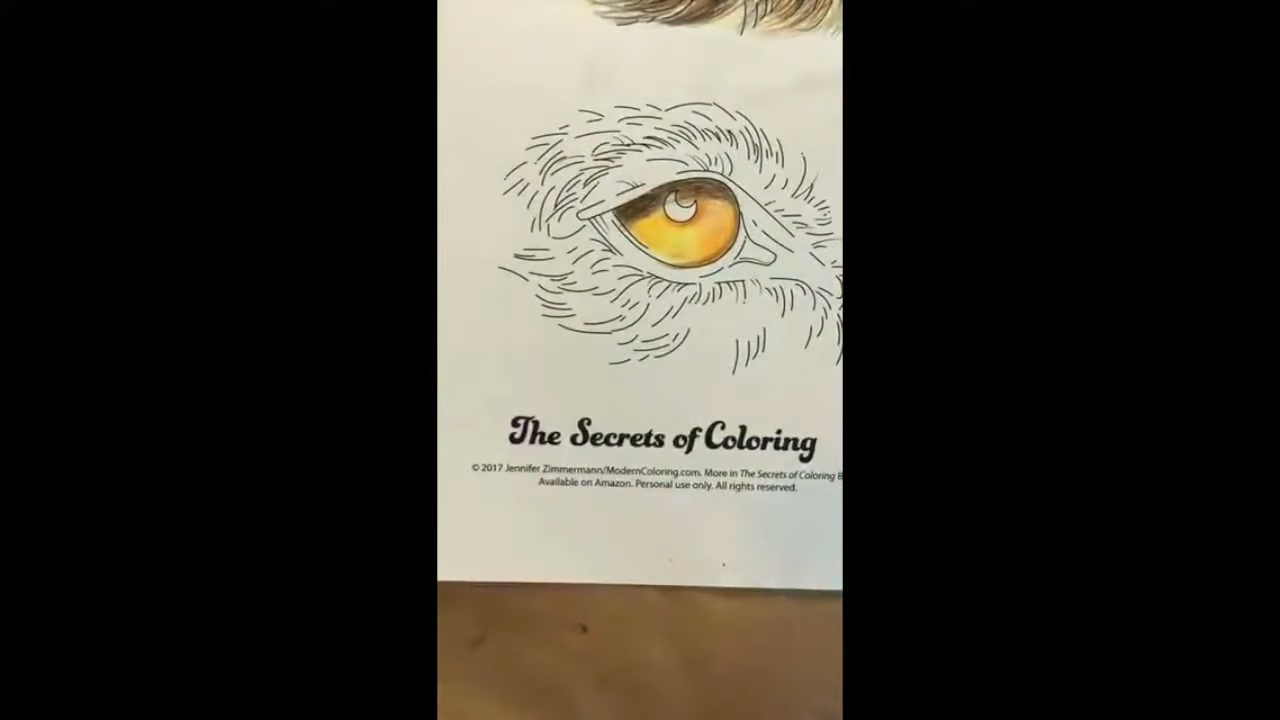 The Secrets of Coloring
© 2017 Jennifer Zimmermann/ModernColoring.com. More in The Secrets of Coloring B
Available on Amazon. Personal use only. All rights reserved.